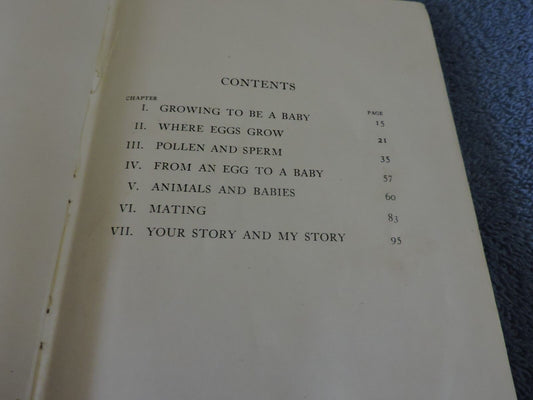 CONTENTS
CHAPTER PAGE
I. GROWING TO BE A BABY 15
II. WHERE EGGS GROW 21
III. POLLEN AND SPERM 35
IV. FROM AN EGG TO A BABY 57
V. ANIMALS AND BABIES 60
VI. MATING 83
VII. YOUR STORY AND MY STORY 95